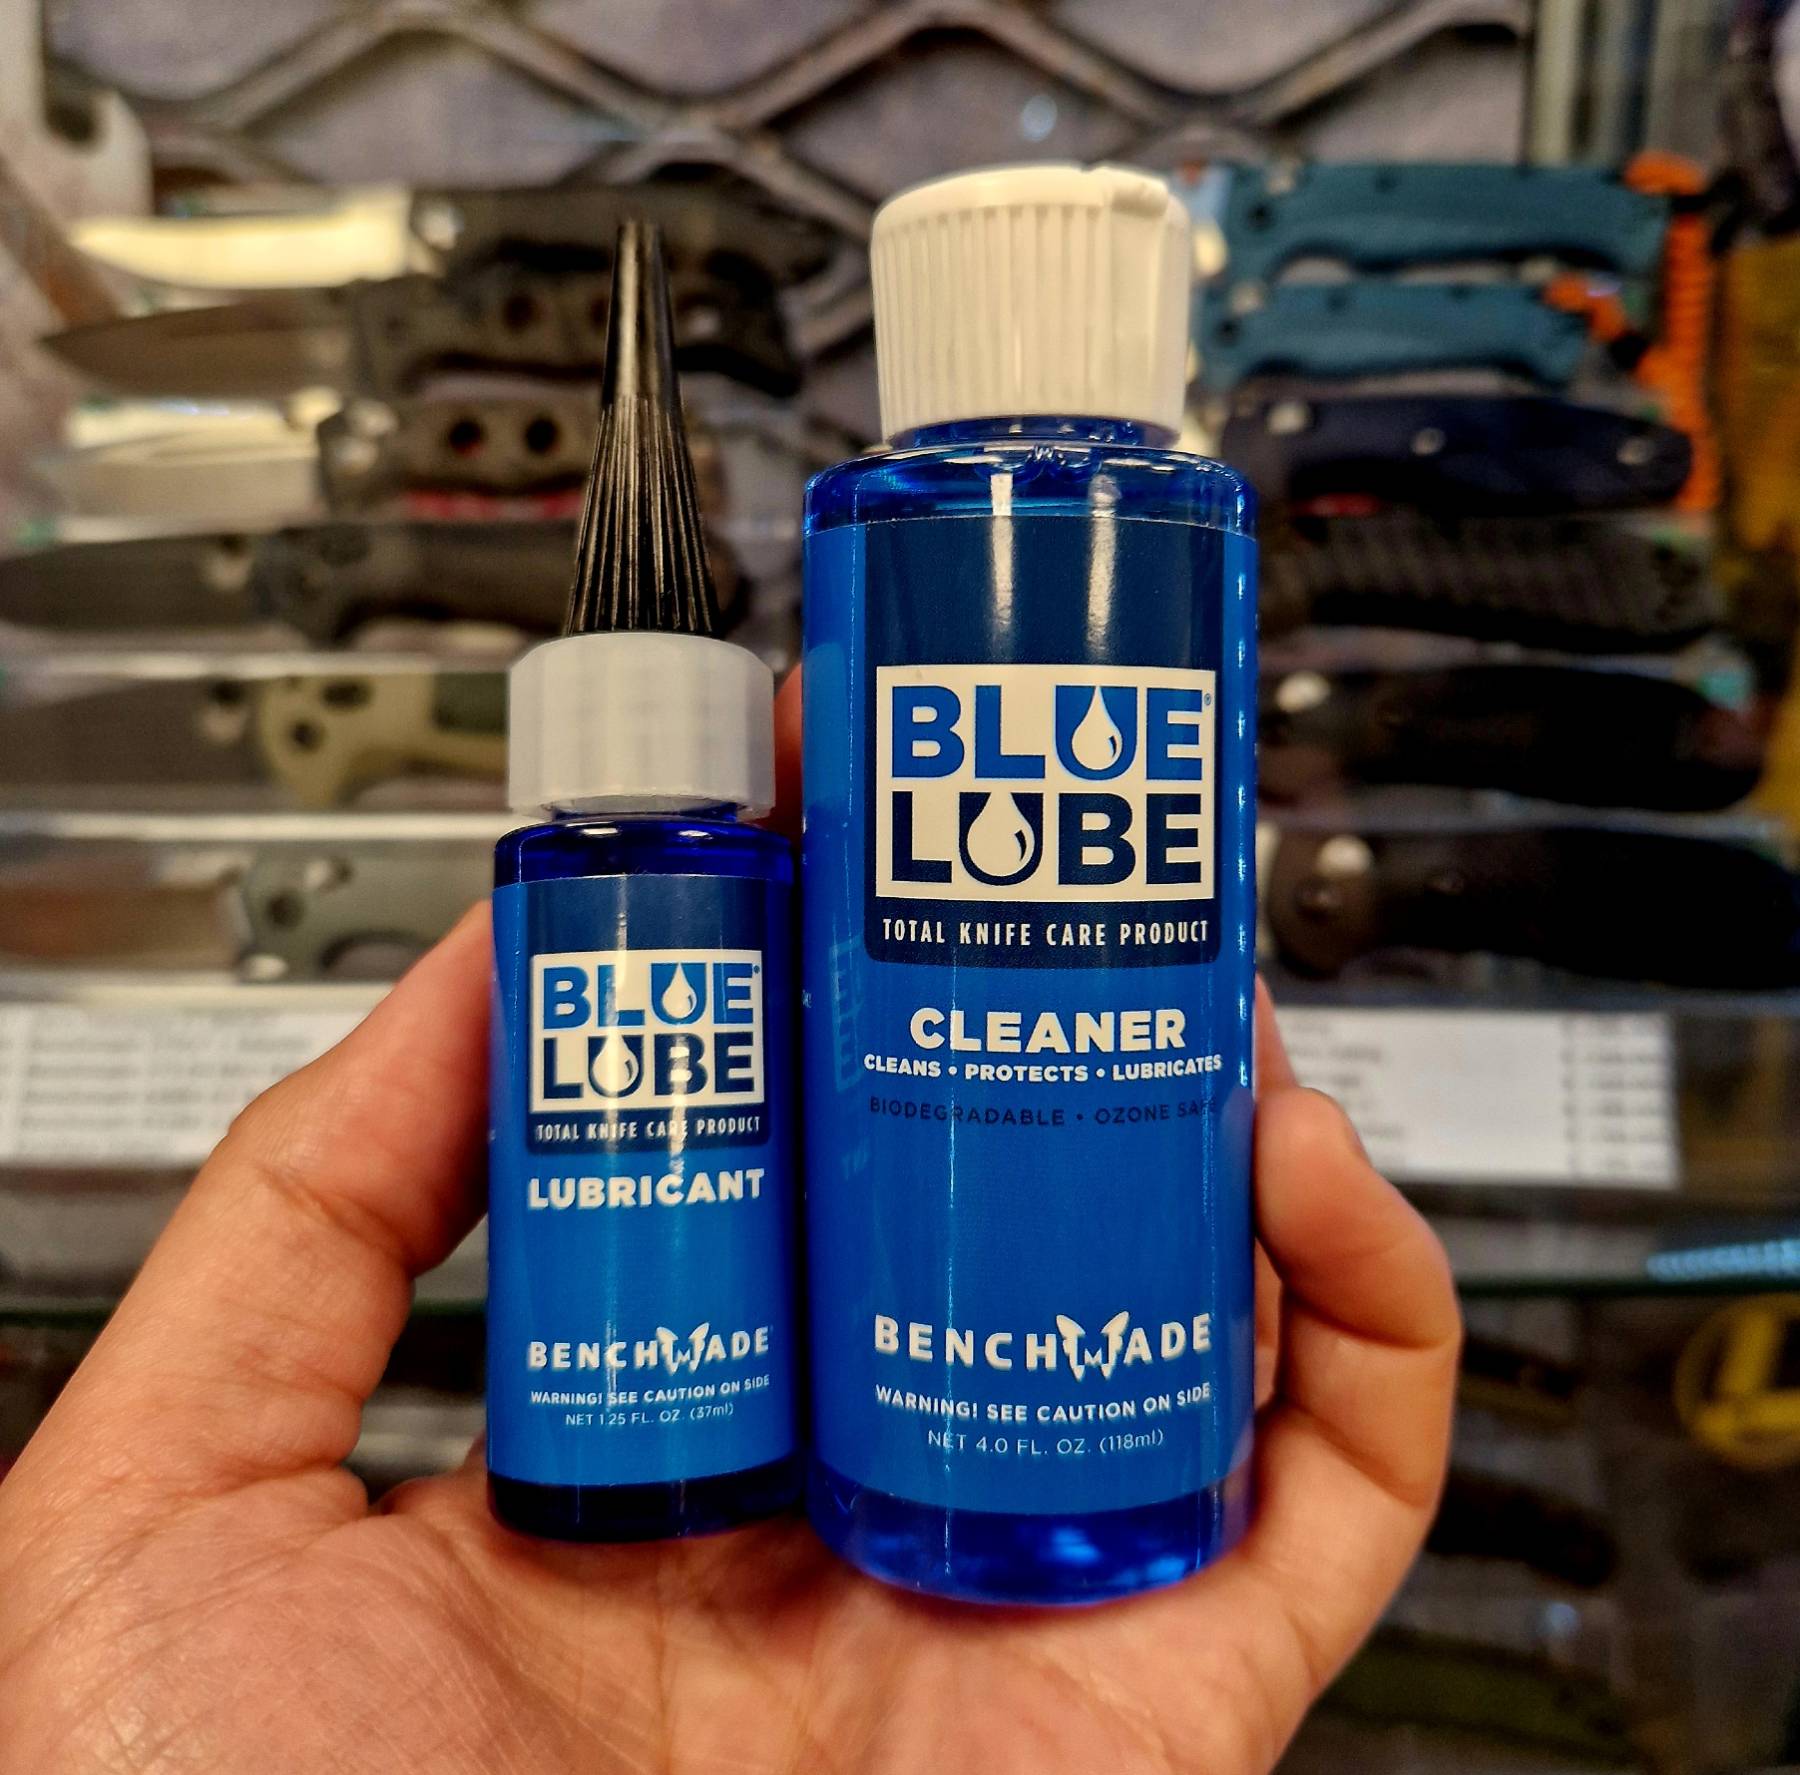 BLUE
LUBE
TOTAL KNIFE CARE PRODUCT
LUBRICANT
BENCHMADE
WARNING! SEE CAUTION ON SIDE
NET 1.25 FL. OZ. (37ml)
BLUE®
LUBE
TOTAL KNIFE CARE PRODUCT
CLEANER
CLEANS • PROTECTS • LUBRICATES
BIODEGRADABLE • OZONE SAFE
BENCHMADE
WARNING! SEE CAUTION ON SIDE
NET 4.0 FL. OZ. (118ml)